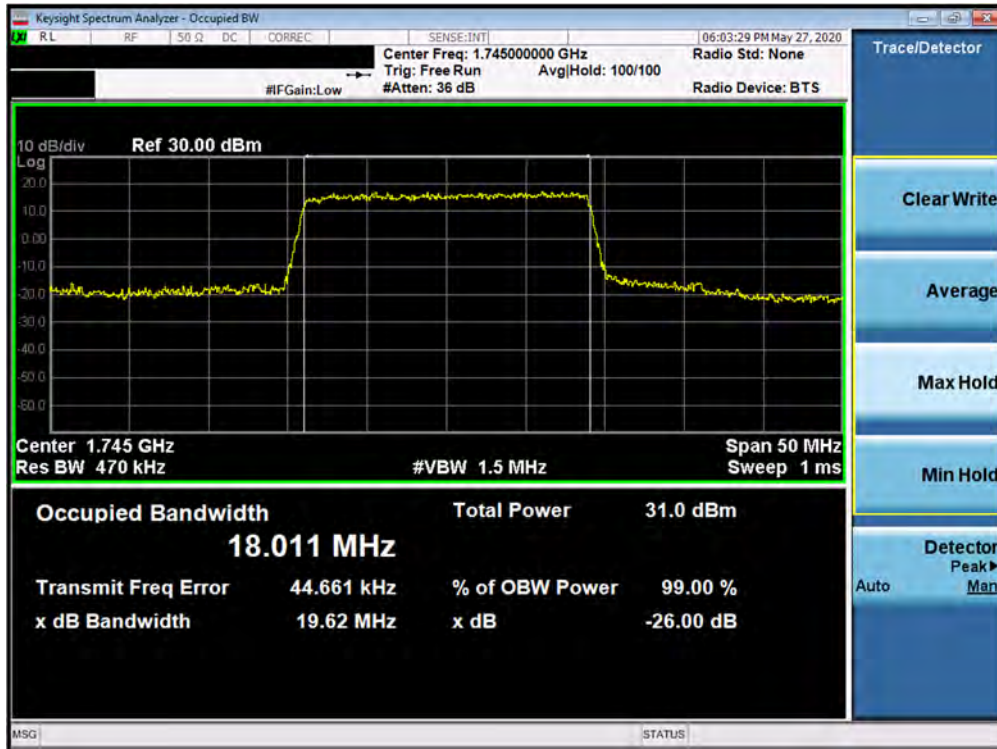 Keysight Spectrum Analyzer - Occupied BW
LXI RL RF 50 Ω DC CORREC SENSE:INT 06:03:29 PM May 27, 2020
Center Freq: 1.745000000 GHz Radio Std: None
Trig: Free Run Avg|Hold: 100/100
#IFGain:Low #Atten: 36 dB Radio Device: BTS
10 dB/div Ref 30.00 dBm
Log
20.0
10.0
0.00
-10.0
-20.0
-30.0
-40.0
-50.0
-60.0
Center 1.745 GHz Span 50 MHz
Res BW 470 kHz #VBW 1.5 MHz Sweep 1 ms
Occupied Bandwidth Total Power 31.0 dBm
18.011 MHz
Transmit Freq Error 44.661 kHz % of OBW Power 99.00 %
x dB Bandwidth 19.62 MHz x dB -26.00 dB
MSG STATUS
Trace/Detector
Clear Write
Average
Max Hold
Min Hold
Detector
Peak▶
Auto Man